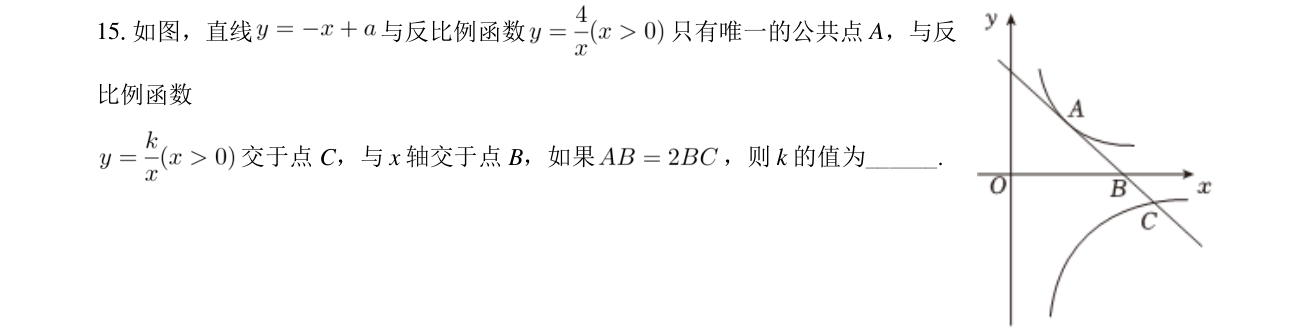 15. 如图，直线 y = −x + a 与反比例函数 y = 4/x (x > 0) 只有唯一的公共点 A，与反
比例函数
y = k/x (x > 0) 交于点 C，与 x 轴交于点 B，如果 AB = 2BC，则 k 的值为______.
y
A
O
B
x
C